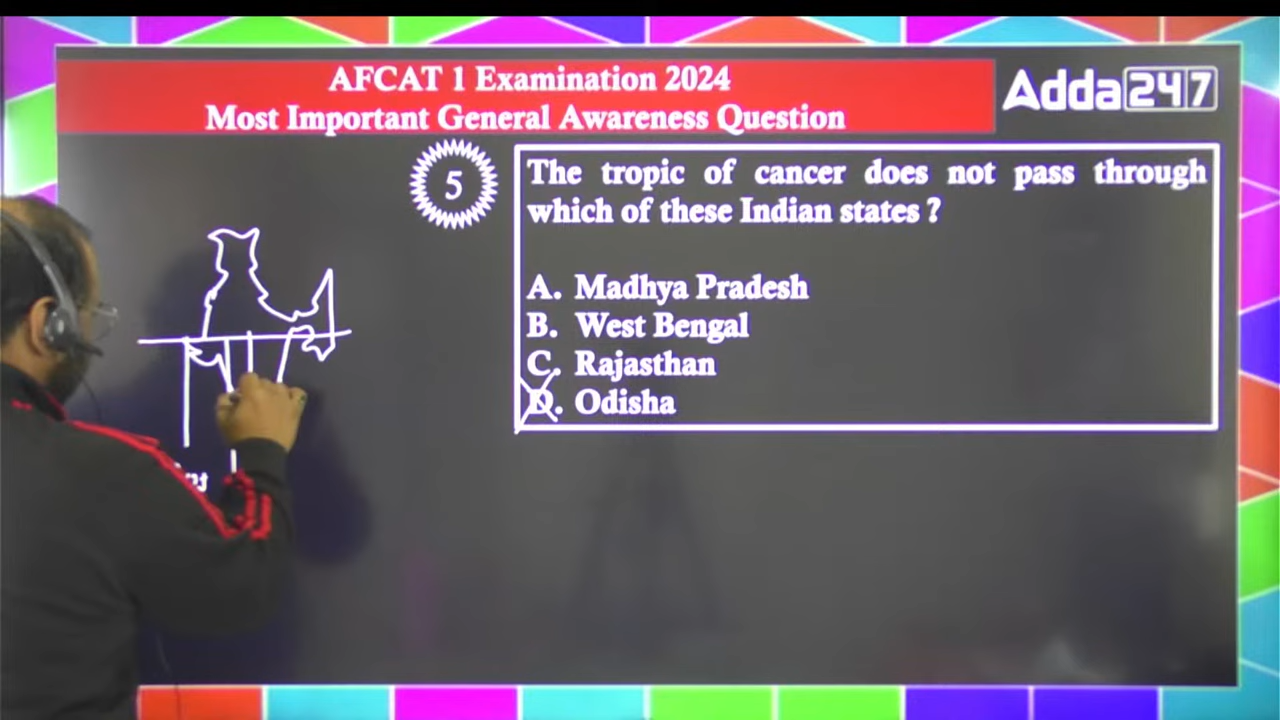 AFCAT 1 Examination 2024
Most Important General Awareness Question
Adda247
5
The tropic of cancer does not pass through
which of these Indian states ?
A. Madhya Pradesh
B. West Bengal
C. Rajasthan
D. Odisha